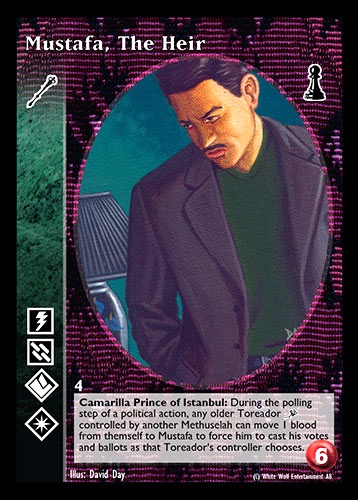 Mustafa, The Heir
4
Camarilla Prince of Istanbul: During the polling
step of a political action, any older Toreador
controlled by another Methuselah can move 1 blood
from themself to Mustafa to force him to cast his votes
and ballots as that Toreador's controller chooses.
6
Illus: David Day
(C) White Wolf Entertainment AB.